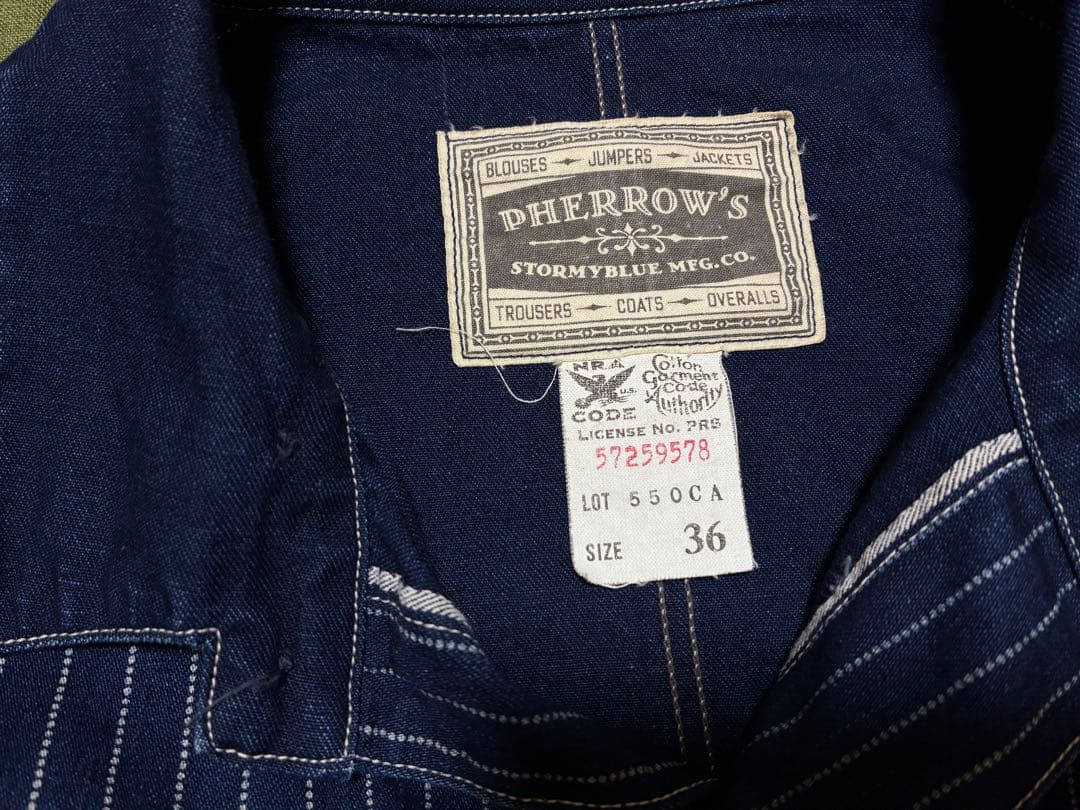 BLOUSES JUMPERS JACKETS
PHERROW'S
STORMYBLUE MFG.CO.
TROUSERS COATS OVERALLS
NRA
U.S.
CODE
Cotton
Garment
Code
Authority
LICENSE No. PRS
57259578
LOT 550CA
SIZE 36